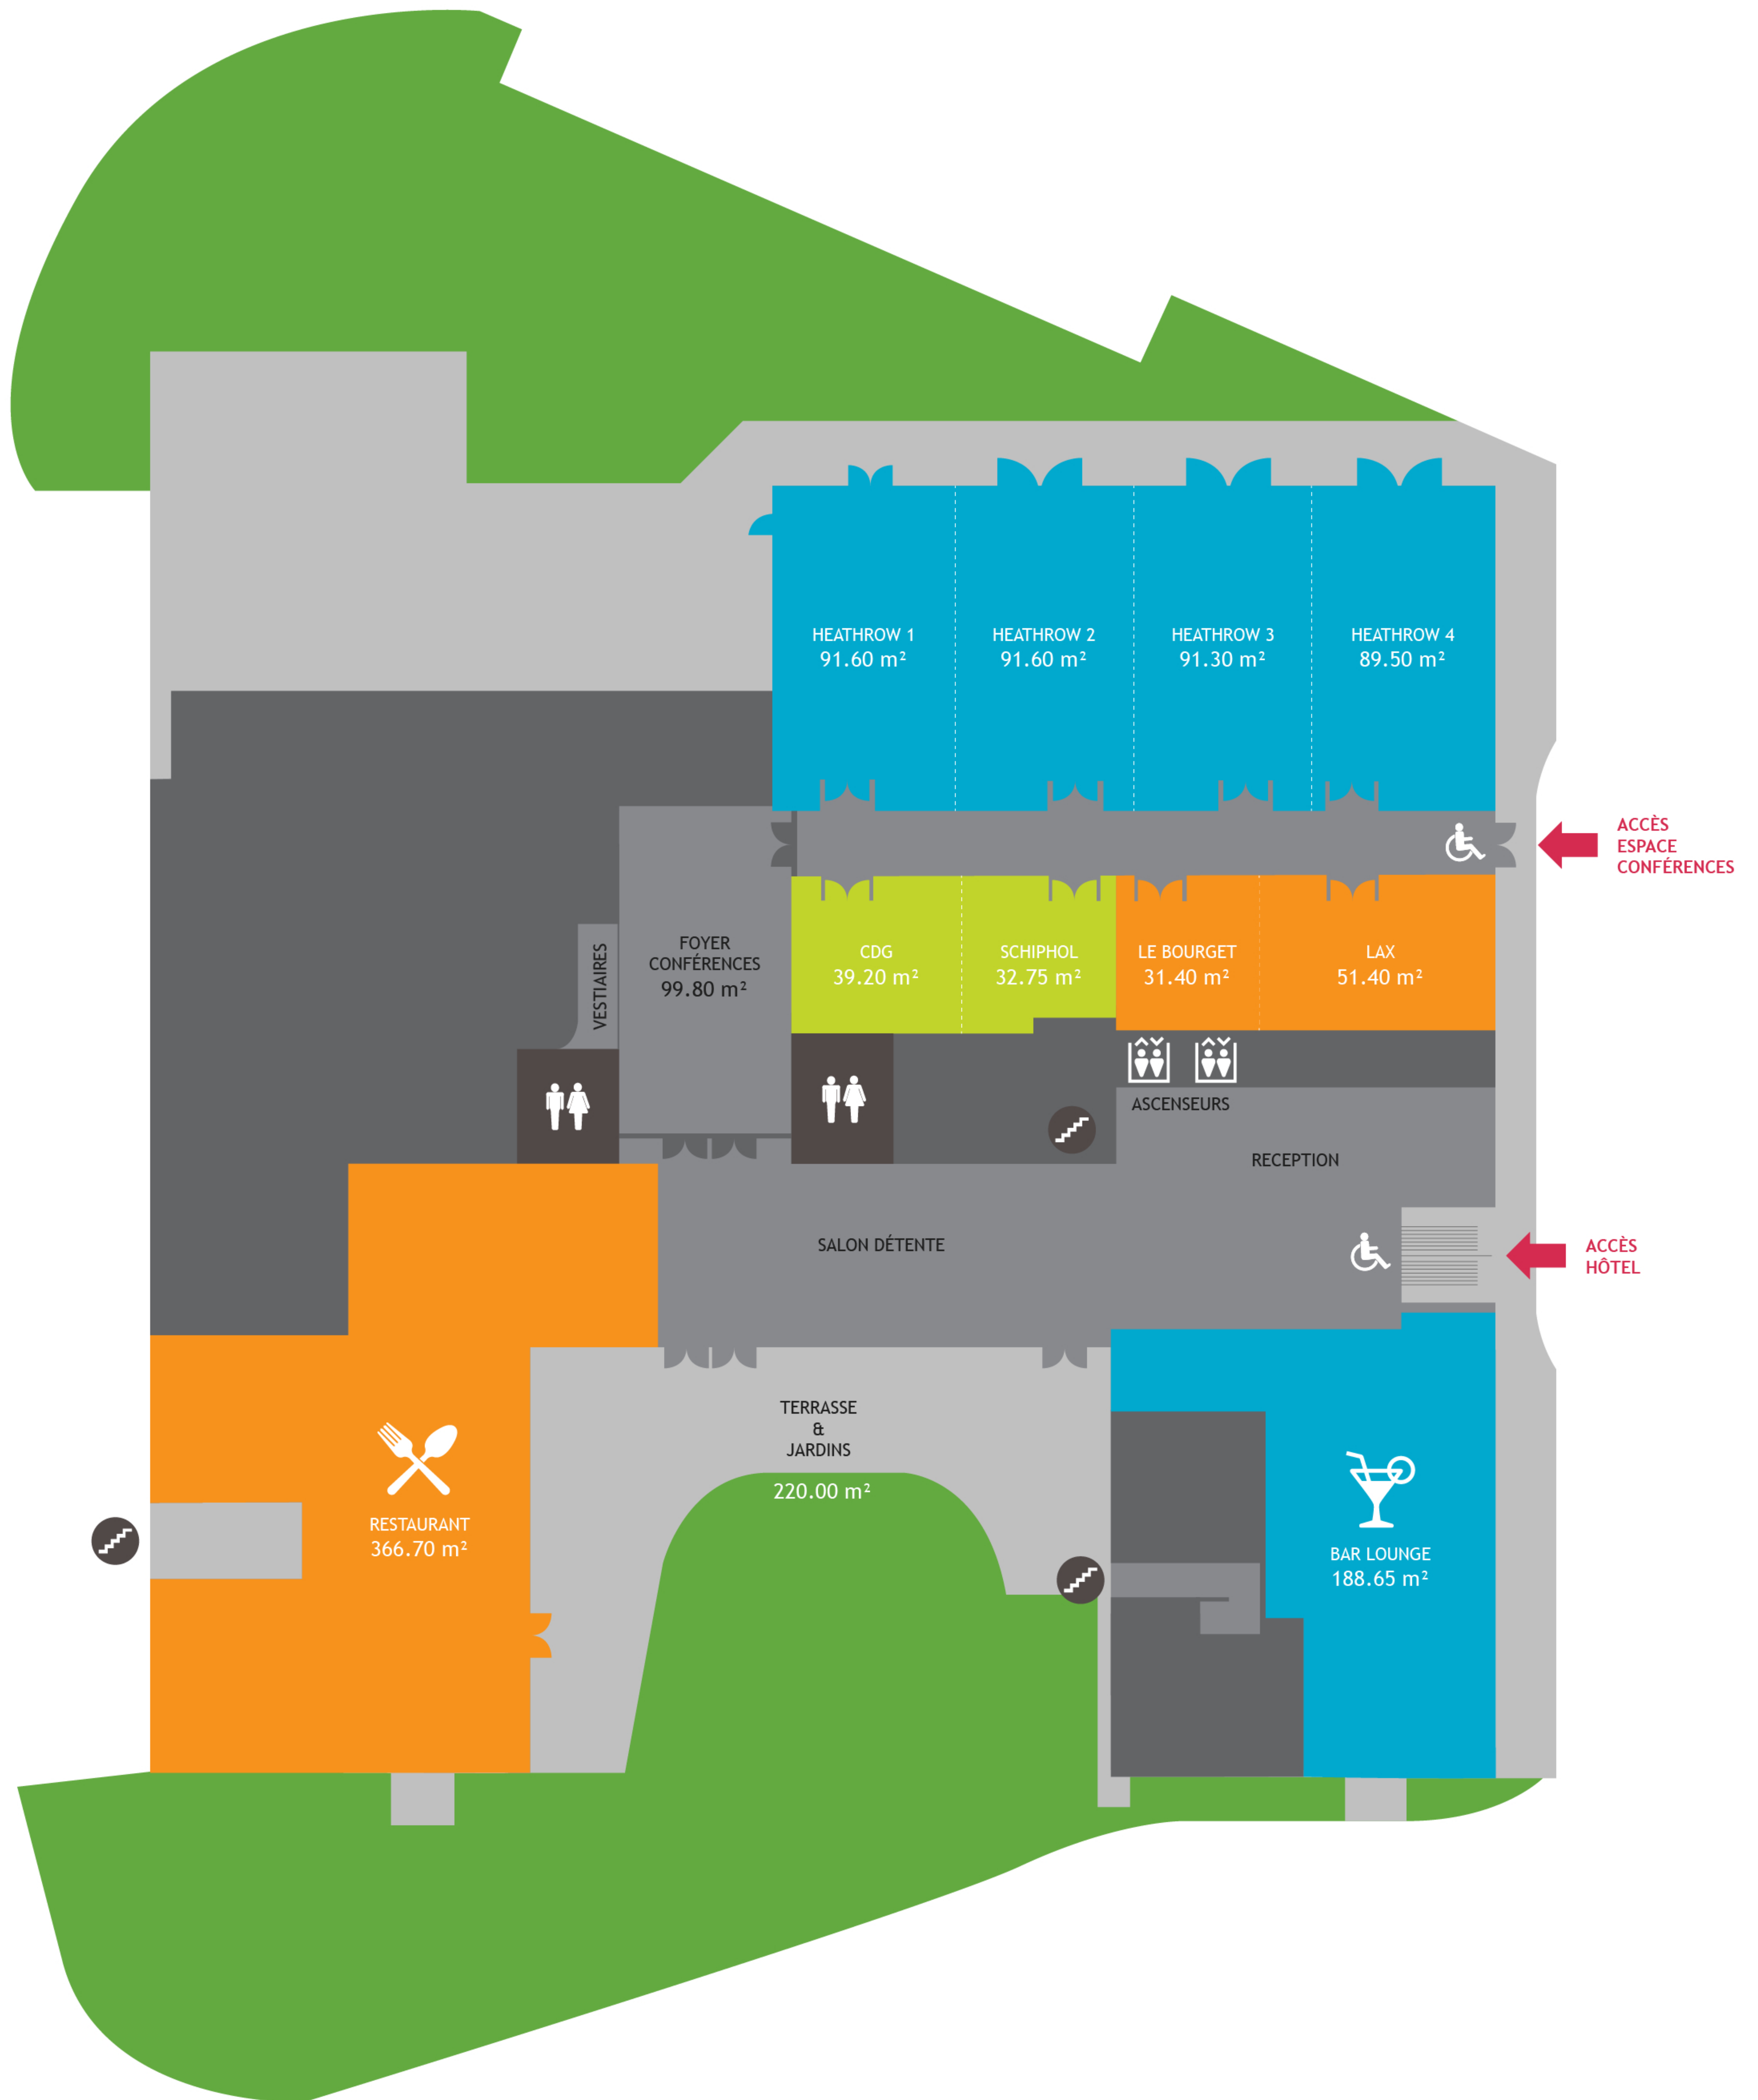 HEATHROW 1
91.60 m²
HEATHROW 2
91.60 m²
HEATHROW 3
91.30 m²
HEATHROW 4
89.50 m²
ACCÈS
ESPACE
CONFÉRENCES
VESTIAIRES
FOYER
CONFÉRENCES
99.80 m²
CDG
39.20 m²
SCHIPHOL
32.75 m²
LE BOURGET
31.40 m²
LAX
51.40 m²
ASCENSEURS
RECEPTION
SALON DÉTENTE
ACCÈS
HÔTEL
TERRASSE
&
JARDINS
220.00 m²
RESTAURANT
366.70 m²
BAR LOUNGE
188.65 m²